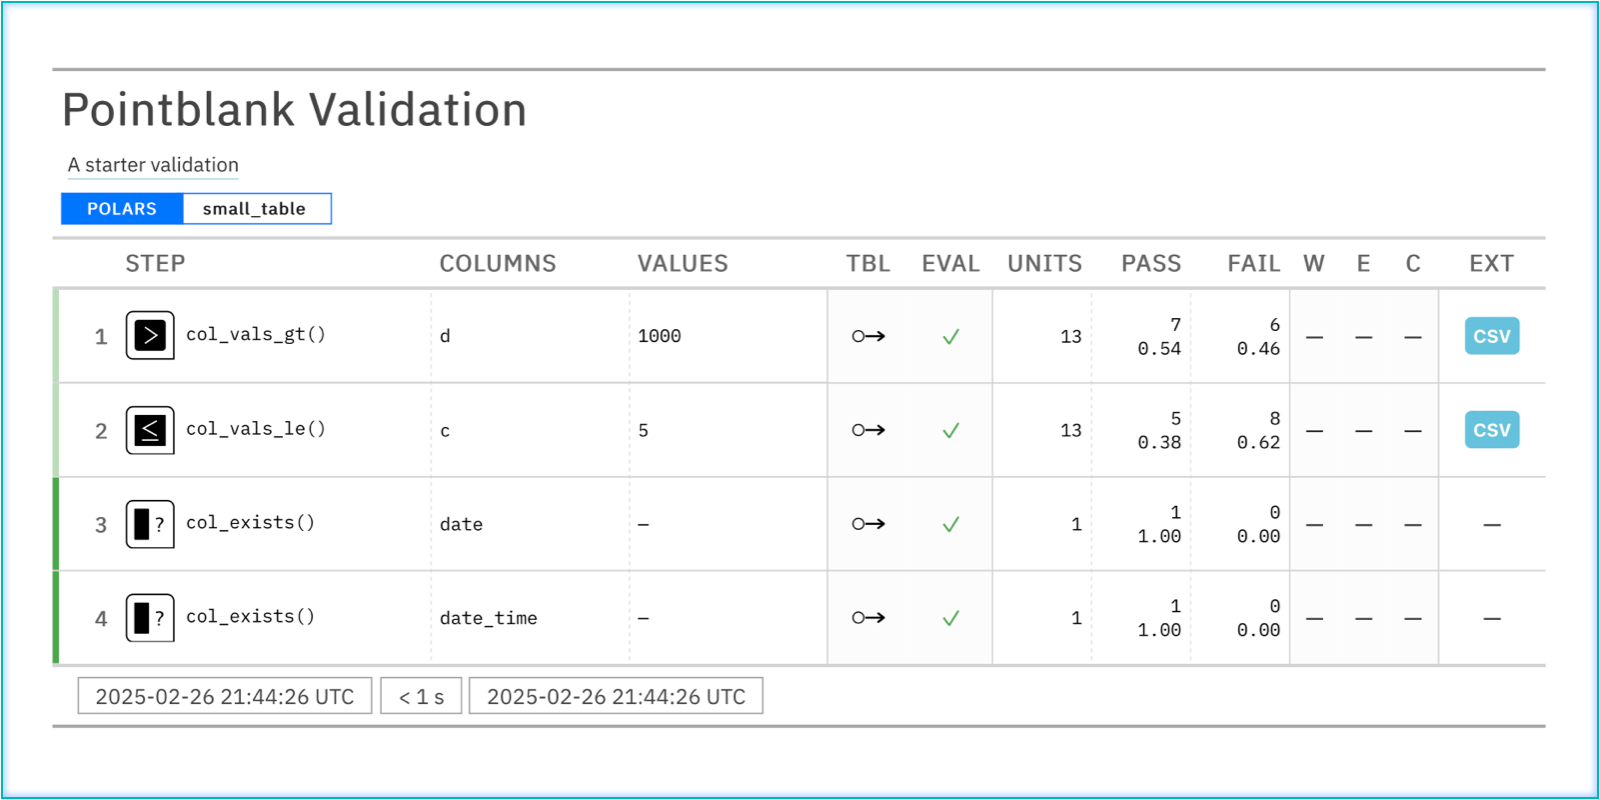 Pointblank Validation
A starter validation
POLARS small_table
STEP COLUMNS VALUES TBL EVAL UNITS PASS FAIL W E C EXT
1 > col_vals_gt() d 1000 ○→ ✓ 13 7 0.54 6 0.46 — — — CSV
2 ≤ col_vals_le() c 5 ○→ ✓ 13 5 0.38 8 0.62 — — — CSV
3 ? col_exists() date — ○→ ✓ 1 1 1.00 0 0.00 — — — —
4 ? col_exists() date_time — ○→ ✓ 1 1 1.00 0 0.00 — — — —
2025-02-26 21:44:26 UTC < 1 s 2025-02-26 21:44:26 UTC